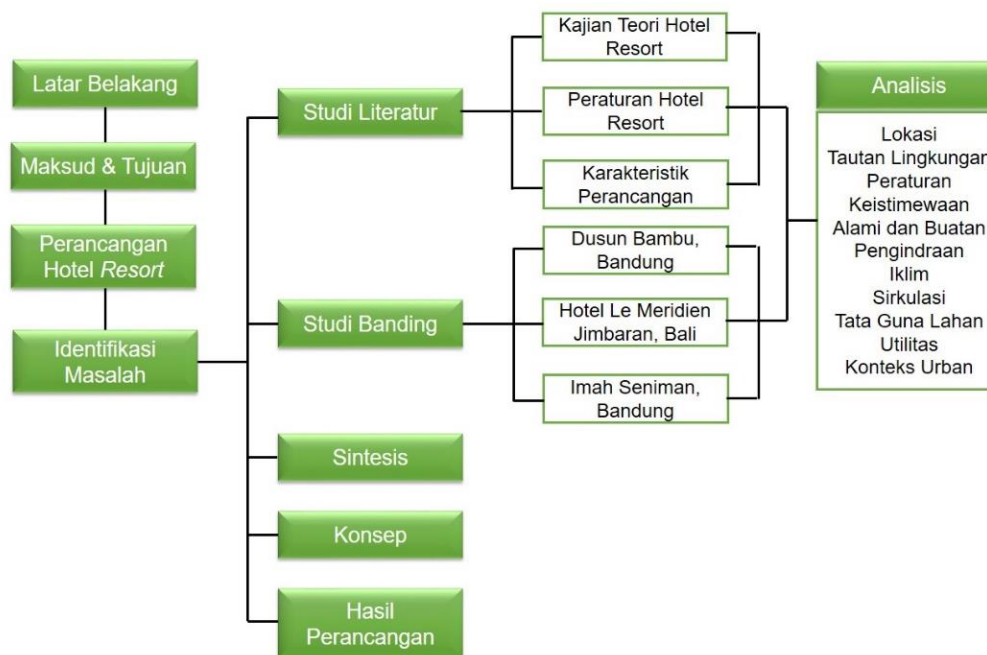 Latar Belakang
Maksud & Tujuan
Perancangan
Hotel Resort
Identifikasi
Masalah
Studi Literatur
Studi Banding
Sintesis
Konsep
Hasil
Perancangan
Kajian Teori Hotel
Resort
Peraturan Hotel
Resort
Karakteristik
Perancangan
Dusun Bambu,
Bandung
Hotel Le Meridien
Jimbaran, Bali
Imah Seniman,
Bandung
Analisis
Lokasi
Tautan Lingkungan
Peraturan
Keistimewaan
Alami dan Buatan
Pengindraan
Iklim
Sirkulasi
Tata Guna Lahan
Utilitas
Konteks Urban